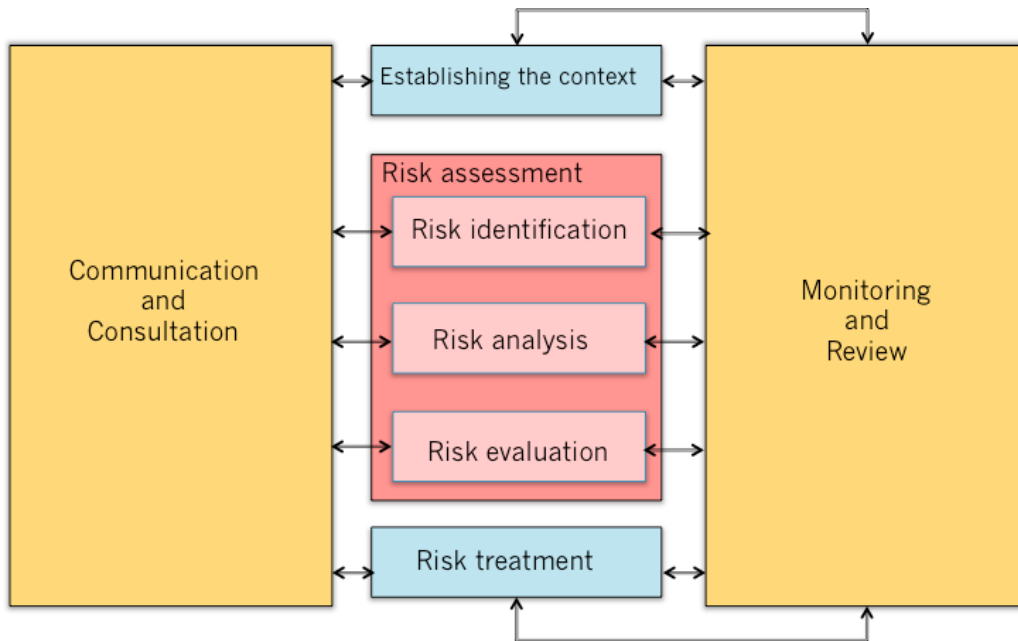 Establishing the context
Risk assessment
Risk identification
Communication
and
Consultation
Monitoring
and
Review
Risk analysis
Risk evaluation
Risk treatment